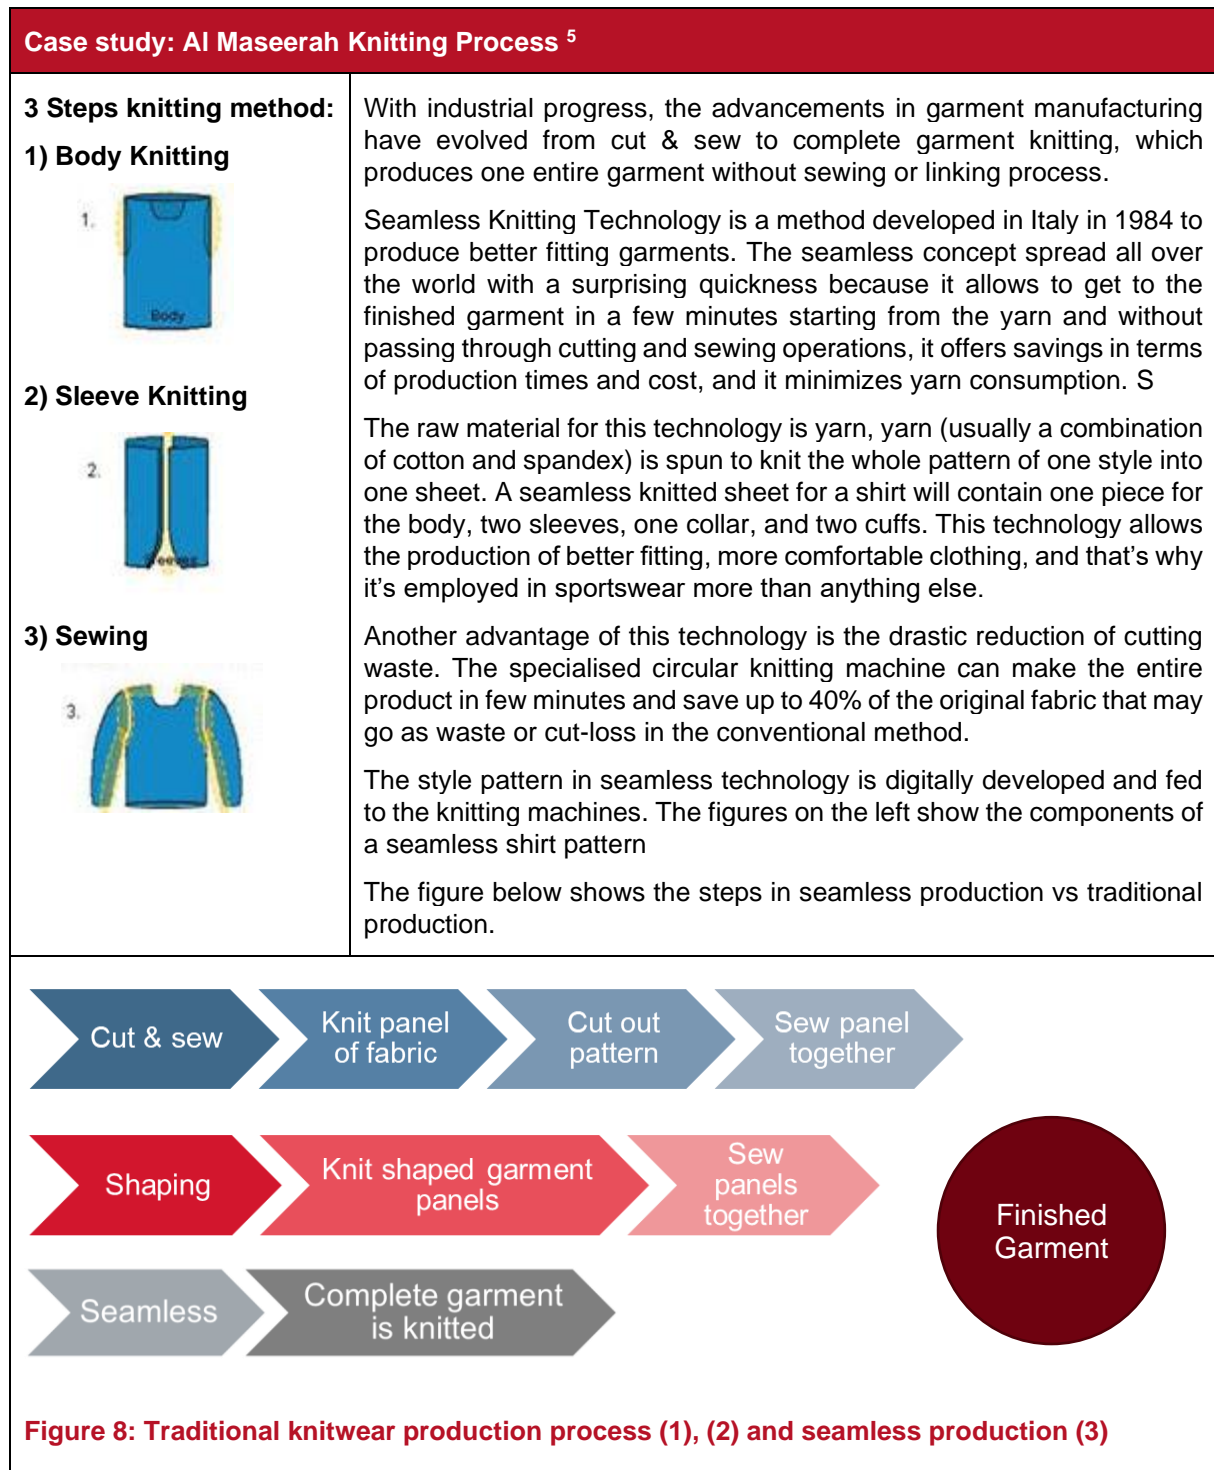 Case study: Al Maseerah Knitting Process 5
3 Steps knitting method:
1) Body Knitting
1.
Body
2) Sleeve Knitting
2.
3) Sewing
3.
With industrial progress, the advancements in garment manufacturing
have evolved from cut & sew to complete garment knitting, which
produces one entire garment without sewing or linking process.
Seamless Knitting Technology is a method developed in Italy in 1984 to
produce better fitting garments. The seamless concept spread all over
the world with a surprising quickness because it allows to get to the
finished garment in a few minutes starting from the yarn and without
passing through cutting and sewing operations, it offers savings in terms
of production times and cost, and it minimizes yarn consumption. S
The raw material for this technology is yarn, yarn (usually a combination
of cotton and spandex) is spun to knit the whole pattern of one style into
one sheet. A seamless knitted sheet for a shirt will contain one piece for
the body, two sleeves, one collar, and two cuffs. This technology allows
the production of better fitting, more comfortable clothing, and that's why
it's employed in sportswear more than anything else.
Another advantage of this technology is the drastic reduction of cutting
waste. The specialised circular knitting machine can make the entire
product in few minutes and save up to 40% of the original fabric that may
go as waste or cut-loss in the conventional method.
The style pattern in seamless technology is digitally developed and fed
to the knitting machines. The figures on the left show the components of
a seamless shirt pattern
The figure below shows the steps in seamless production vs traditional
production.
Cut & sew
Knit panel
of fabric
Cut out
pattern
Sew panel
together
Shaping
Knit shaped garment
panels
Sew
panels
together
Seamless
Complete garment
is knitted
Finished
Garment
Figure 8: Traditional knitwear production process (1), (2) and seamless production (3)